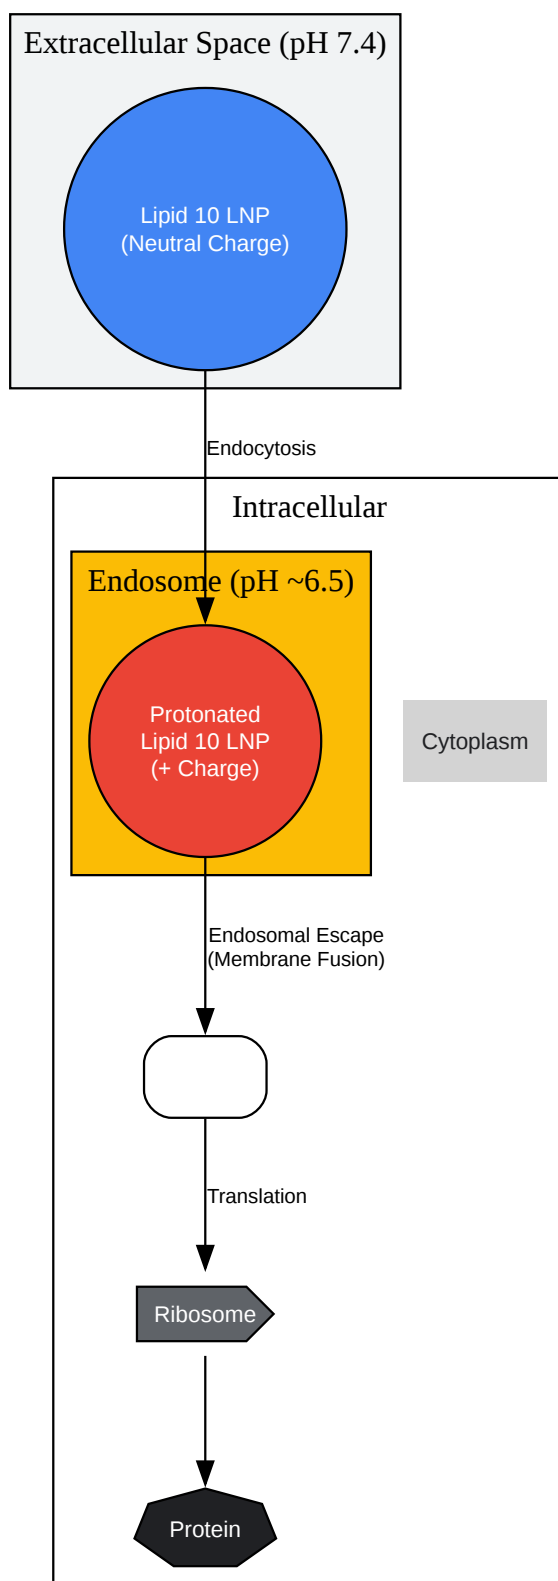 Extracellular Space (pH 7.4)
Lipid 10 LNP
(Neutral Charge)
Endocytosis
Intracellular
Endosome (pH ~6.5)
Protonated
Lipid 10 LNP
(+ Charge)
Cytoplasm
Endosomal Escape
(Membrane Fusion)
Translation
Ribosome
Protein